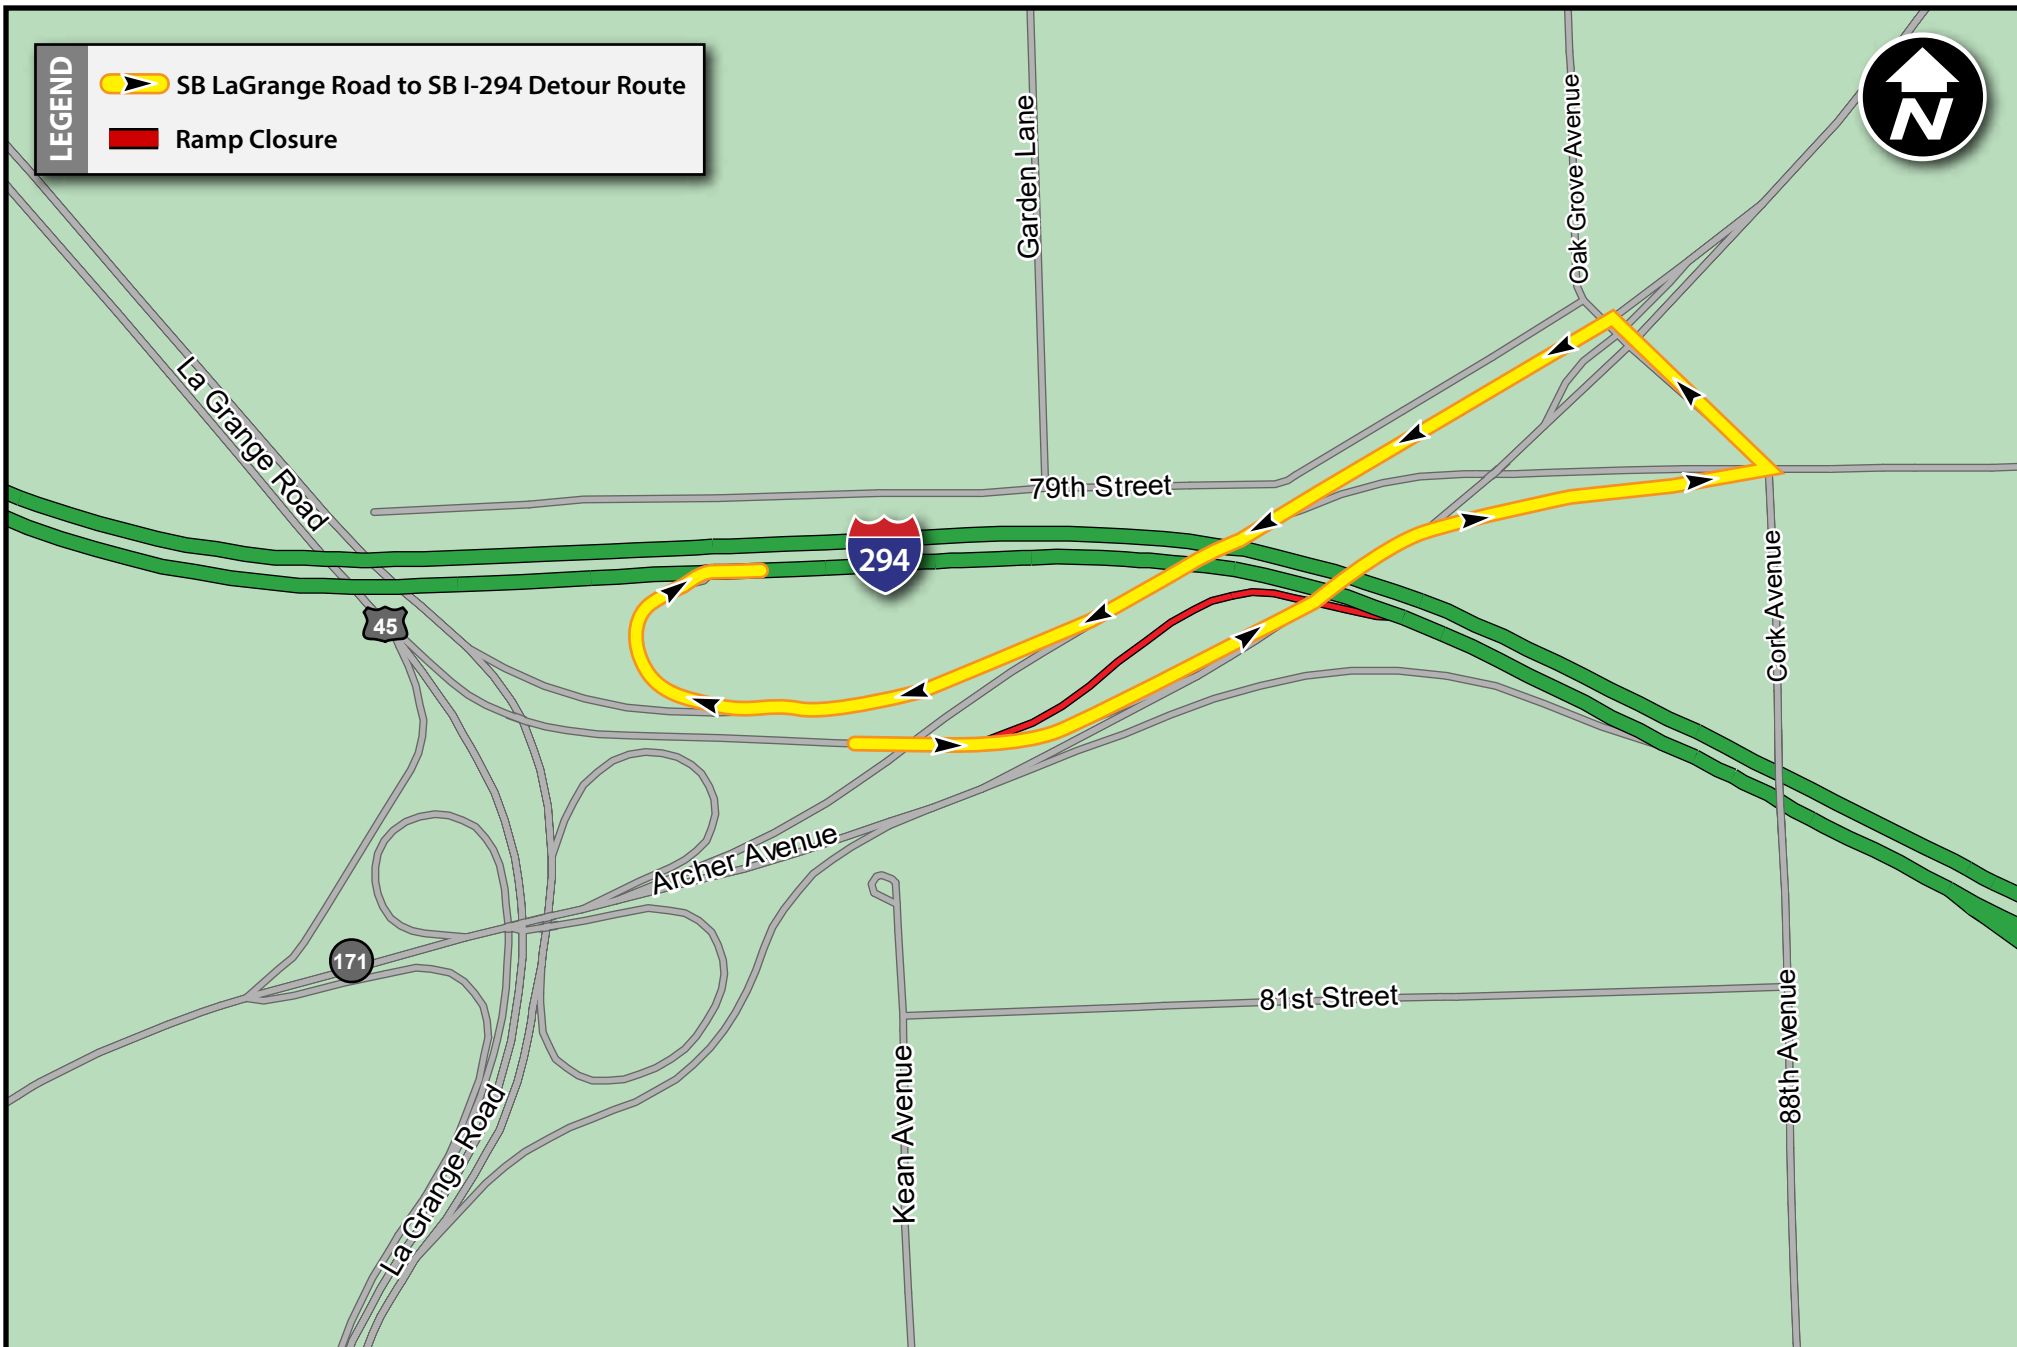 LEGEND
SB LaGrange Road to SB I-294 Detour Route
Ramp Closure
N
Garden Lane
Oak Grove Avenue
La Grange Road
79th Street
294
45
Cork Avenue
Archer Avenue
171
81st Street
88th Avenue
Kean Avenue
La Grange Road